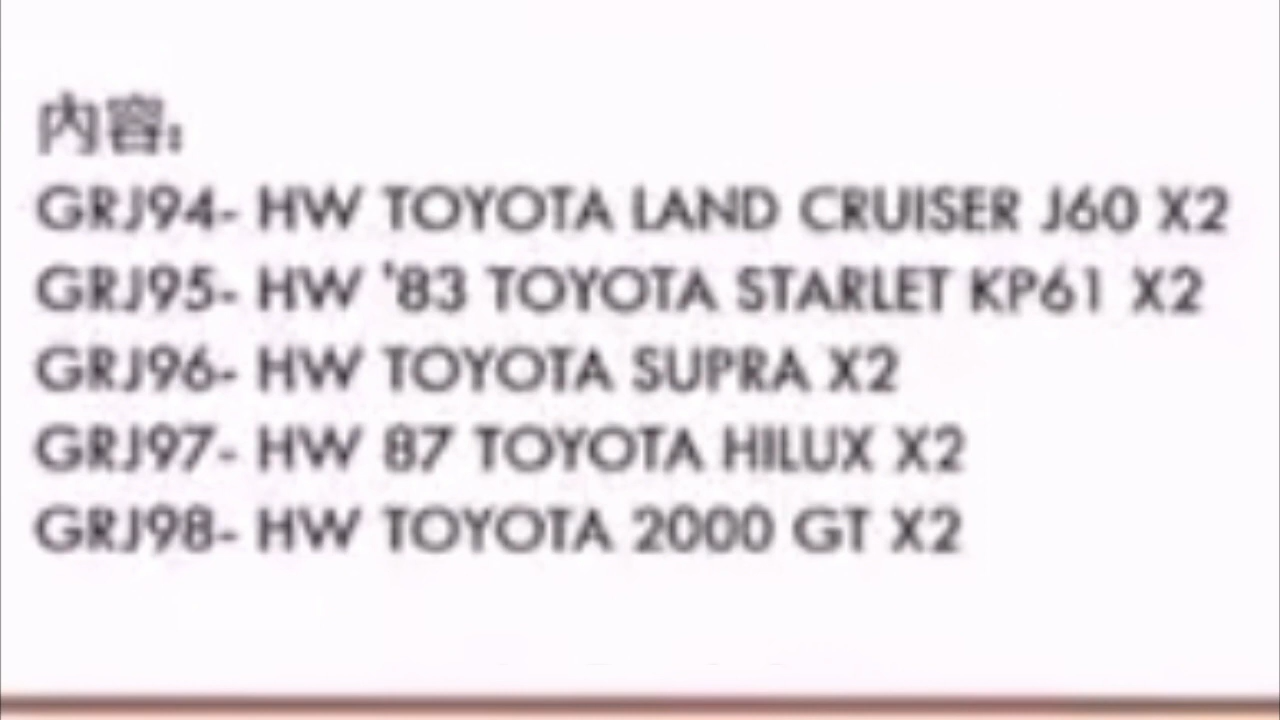 内容:
GRJ94- HW TOYOTA LAND CRUISER J60 X2
GRJ95- HW '83 TOYOTA STARLET KP61 X2
GRJ96- HW TOYOTA SUPRA X2
GRJ97- HW 87 TOYOTA HILUX X2
GRJ98- HW TOYOTA 2000 GT X2